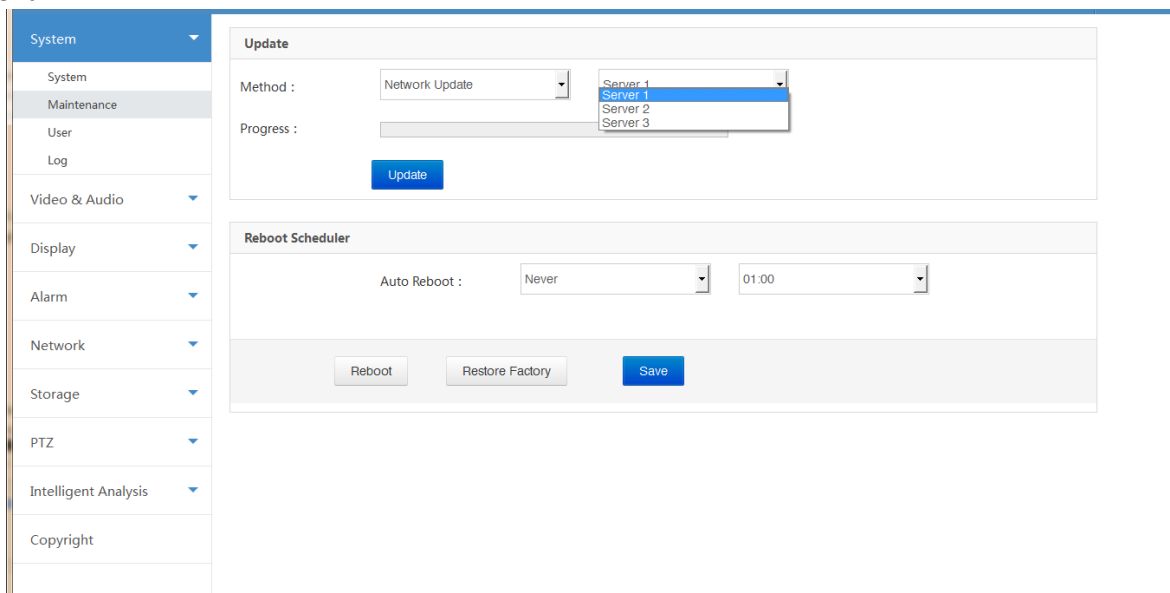 System
System
Maintenance
User
Log
Video & Audio
Display
Alarm
Network
Storage
PTZ
Intelligent Analysis
Copyright
Update
Method : Network Update Server 1
Server 1
Server 2
Server 3
Progress :
Update
Reboot Scheduler
Auto Reboot : Never 01:00
Reboot Restore Factory Save